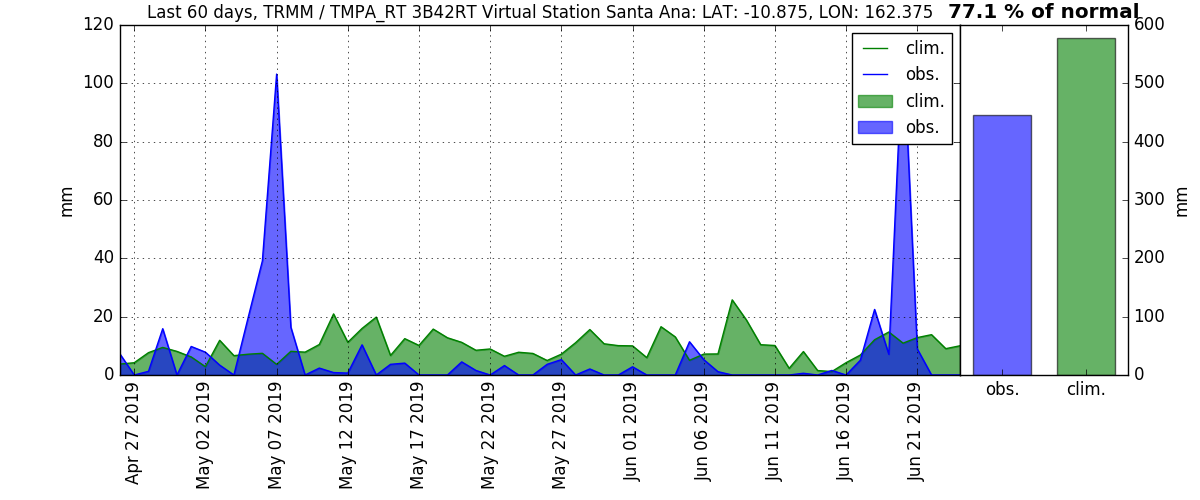 Last 60 days, TRMM / TMPA_RT 3B42RT Virtual Station Santa Ana: LAT: -10.875, LON: 162.375
77.1 % of normal
120
100
80
60
40
20
0
mm
clim.
obs.
clim.
obs.
Apr 27 2019
May 02 2019
May 07 2019
May 12 2019
May 17 2019
May 22 2019
May 27 2019
Jun 01 2019
Jun 06 2019
Jun 11 2019
Jun 16 2019
Jun 21 2019
600
500
400
300
200
100
0
mm
obs.
clim.